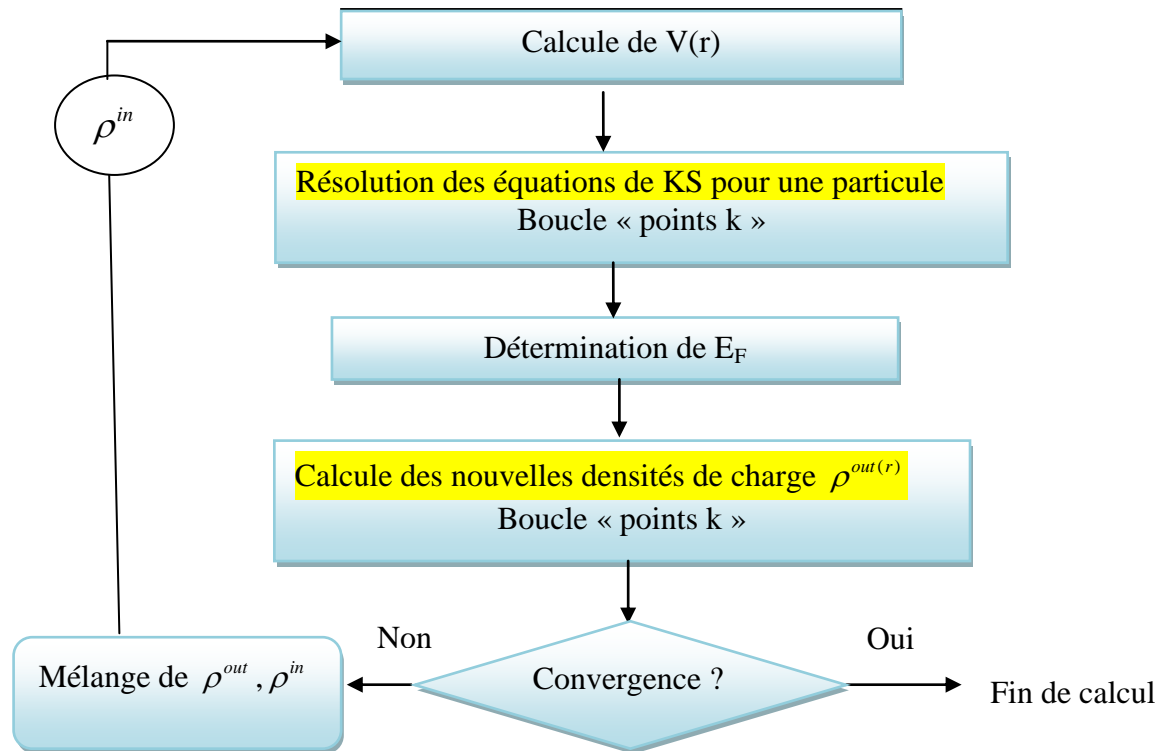 Calcule de V(r)
ρ^in
Résolution des équations de KS pour une particule
Boucle « points k »
Détermination de E_F
Calcule des nouvelles densités de charge ρ^out(r)
Boucle « points k »
Non
Oui
Mélange de ρ^out , ρ^in
Convergence ?
Fin de calcul